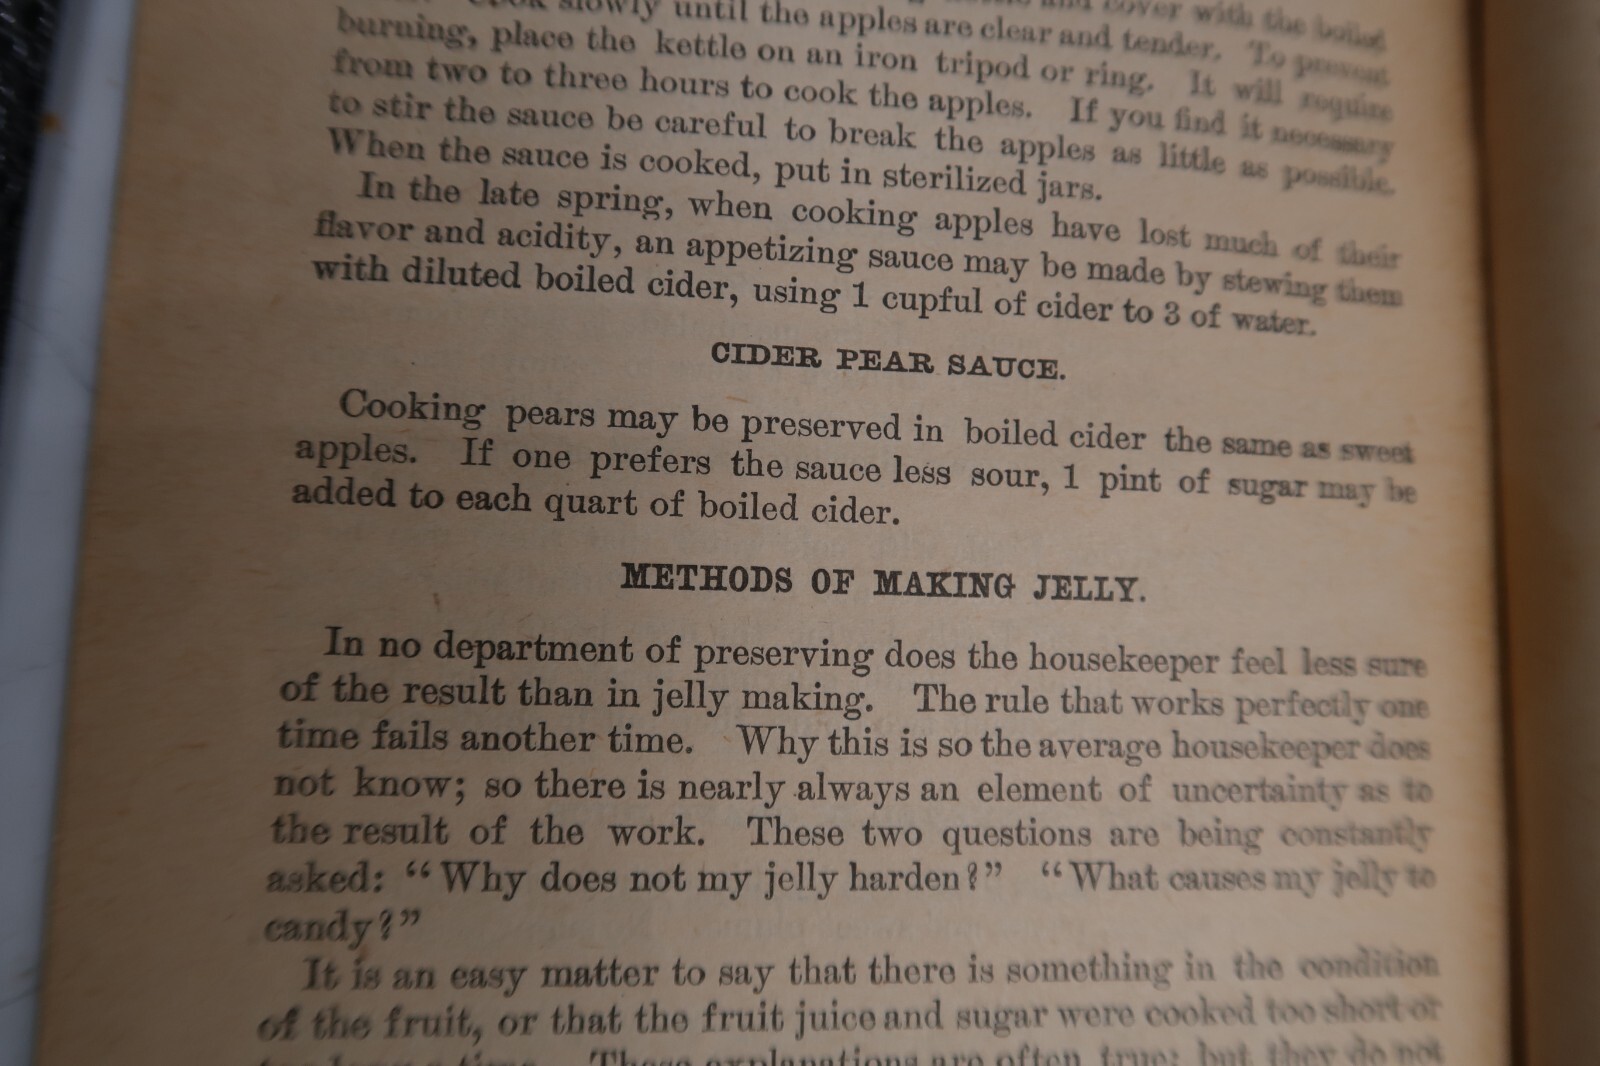 Cook slowly until the apples are clear and tender. To prevent
burning, place the kettle on an iron tripod or ring. It will require
from two to three hours to cook the apples. If you find it necessary
to stir the sauce be careful to break the apples as little as possible.
When the sauce is cooked, put in sterilized jars.
In the late spring, when cooking apples have lost much of their
flavor and acidity, an appetizing sauce may be made by stewing them
with diluted boiled cider, using 1 cupful of cider to 3 of water.
CIDER PEAR SAUCE.
Cooking pears may be preserved in boiled cider the same as sweet
apples. If one prefers the sauce less sour, 1 pint of sugar may be
added to each quart of boiled cider.
METHODS OF MAKING JELLY.
In no department of preserving does the housekeeper feel less sure
of the result than in jelly making. The rule that works perfectly one
time fails another time. Why this is so the average housekeeper does
not know; so there is nearly always an element of uncertainty as to
the result of the work. These two questions are being constantly
asked: “Why does not my jelly harden?” “What causes my jelly to
candy?”
It is an easy matter to say that there is something in the condition
of the fruit, or that the fruit juice and sugar were cooked too short or
a time. These explanations are often true; but they do not